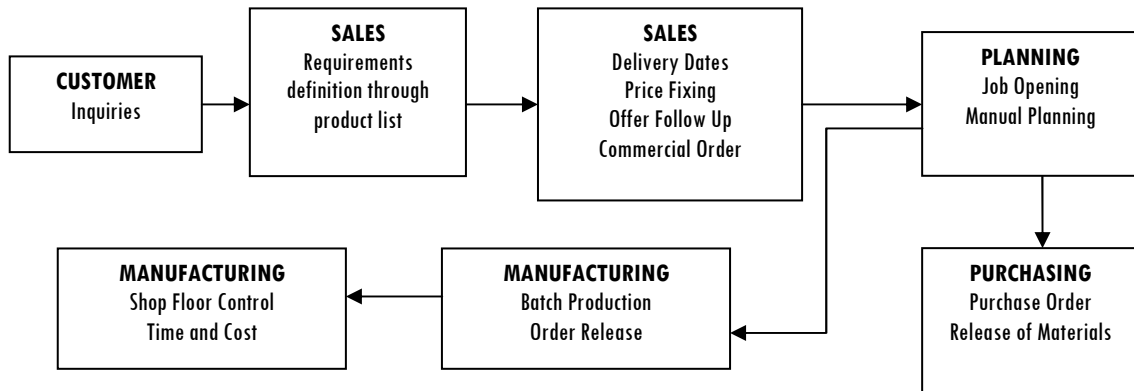 CUSTOMER
Inquiries
SALES
Requirements
definition through
product list
SALES
Delivery Dates
Price Fixing
Offer Follow Up
Commercial Order
PLANNING
Job Opening
Manual Planning
MANUFACTURING
Shop Floor Control
Time and Cost
MANUFACTURING
Batch Production
Order Release
PURCHASING
Purchase Order
Release of Materials